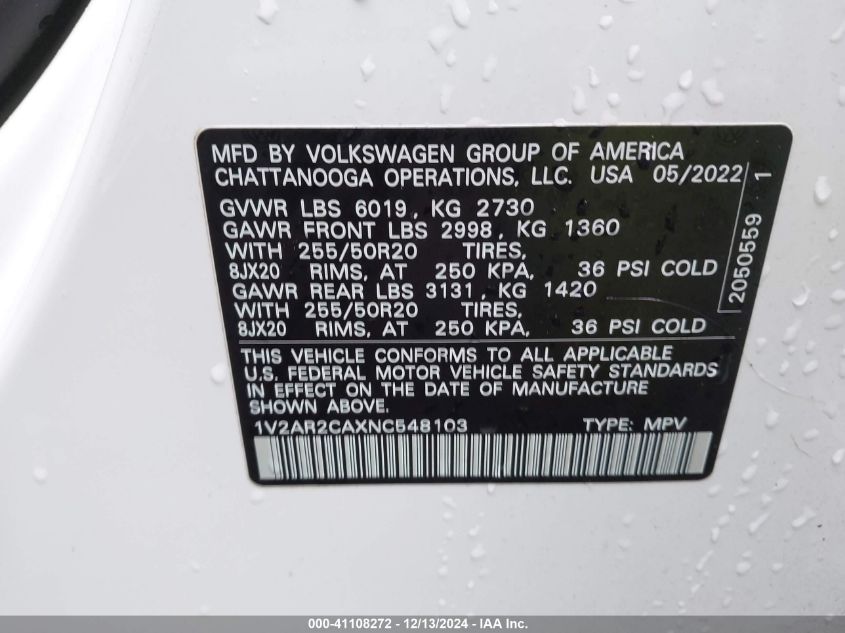 MFD BY VOLKSWAGEN GROUP OF AMERICA
CHATTANOOGA OPERATIONS, LLC. USA 05/2022
GVWR LBS 6019, KG 2730
GAWR FRONT LBS 2998, KG 1360
WITH 255/50R20 TIRES,
8JX20 RIMS, AT 250 KPA, 36 PSI COLD
GAWR REAR LBS 3131, KG 1420
WITH 255/50R20 TIRES,
8JX20 RIMS, AT 250 KPA, 36 PSI COLD
THIS VEHICLE CONFORMS TO ALL APPLICABLE
U.S. FEDERAL MOTOR VEHICLE SAFETY STANDARDS
IN EFFECT ON THE DATE OF MANUFACTURE
SHOWN ABOVE.
1V2AR2CAXNC548103 TYPE: MPV
2050559 1
000-41108272 - 12/13/2024 - IAA Inc.